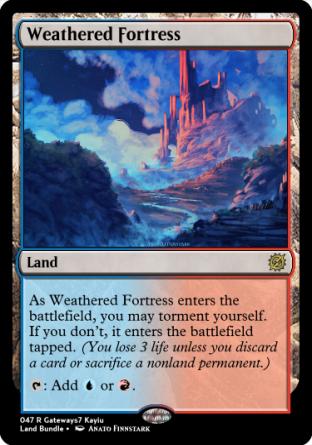 Weathered Fortress
Land
As Weathered Fortress enters the
battlefield, you may torment yourself.
If you don't, it enters the battlefield
tapped. (You lose 3 life unless you discard
a card or sacrifice a nonland permanent.)
: Add or .
047 R Gateways7 Kayiu
Land Bundle • Anato Finnstark